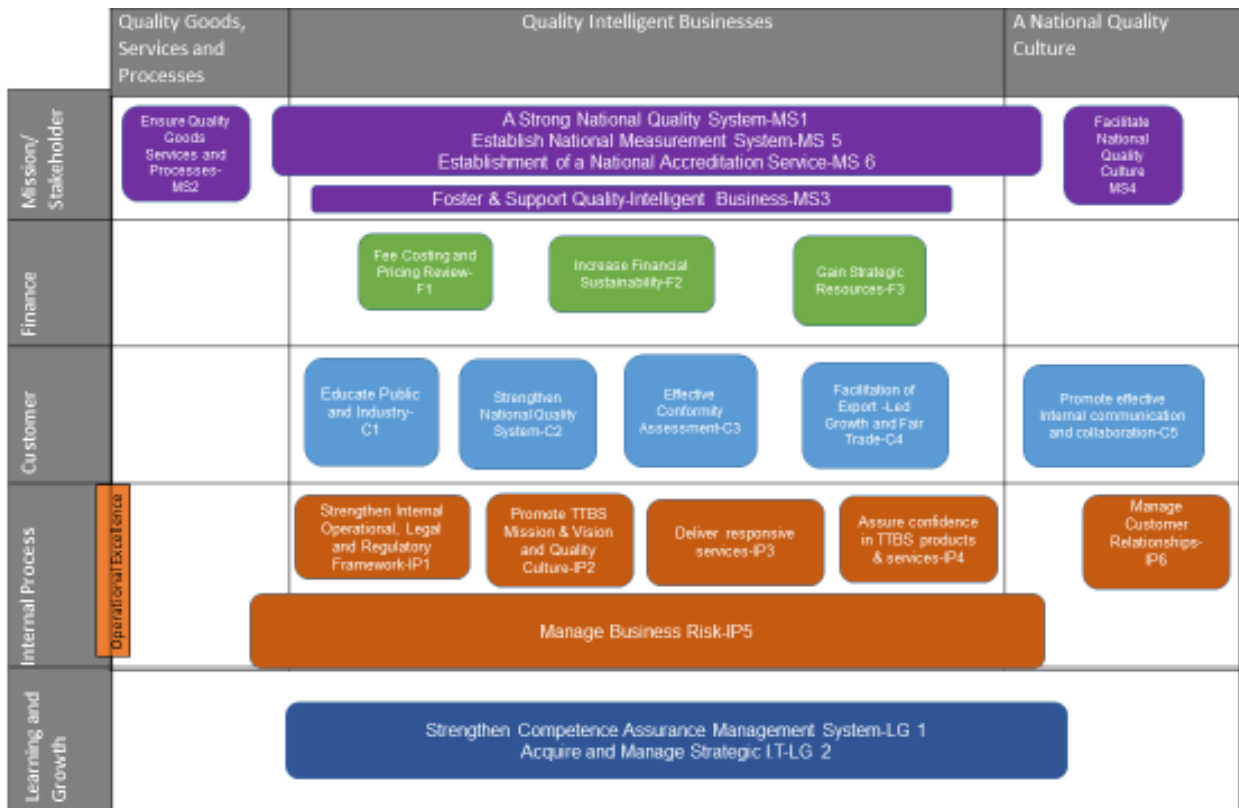 Quality Goods,
Services and
Processes
Quality Intelligent Businesses
A National Quality
Culture
Mission/
Stakeholder
Ensure Quality
Goods
Services and
Processes-
MS2
A Strong National Quality System-MS1
Establish National Measurement System-MS 5
Establishment of a National Accreditation Service-MS 6
Foster & Support Quality-Intelligent Business-MS3
Facilitate
National
Quality
Culture
MS4
Finance
Fee Costing and
Pricing Review-
F1
Increase Financial
Sustainability-F2
Gain Strategic
Resources-F3
Customer
Educate Public
and Industry-
C1
Strengthen
National Quality
System-C2
Effective
Conformity
Assessment-C3
Facilitation of
Export -Led
Growth and Fair
Trade-C4
Promote effective
Internal communication
and collaboration-C5
Internal Process
Operational Excellence
Strengthen Internal
Operational, Legal
and Regulatory
Framework-IP1
Promote TTBS
Mission & Vision
and Quality
Culture-IP2
Deliver responsive
services-IP3
Assure confidence
in TTBS products
& services-IP4
Manage
Customer
Relationships-
IP6
Manage Business Risk-IP5
Learning and
Growth
Strengthen Competence Assurance Management System-LG 1
Acquire and Manage Strategic I.T-LG 2